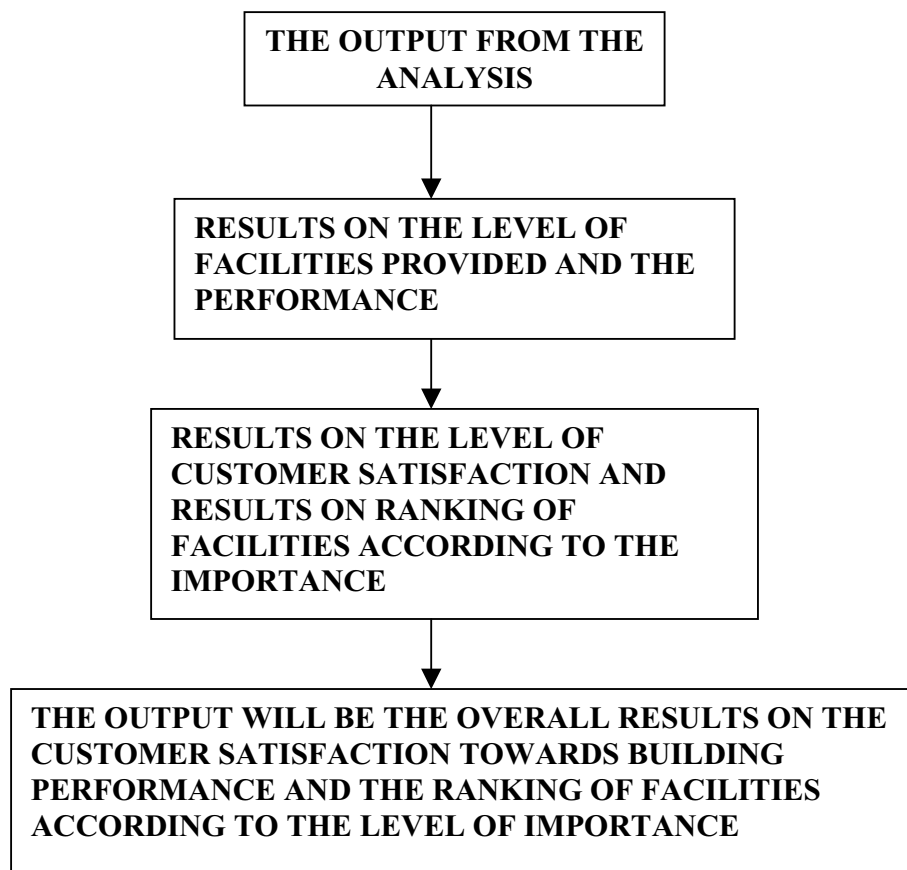 THE OUTPUT FROM THE
ANALYSIS
RESULTS ON THE LEVEL OF
FACILITIES PROVIDED AND THE
PERFORMANCE
RESULTS ON THE LEVEL OF
CUSTOMER SATISFACTION AND
RESULTS ON RANKING OF
FACILITIES ACCORDING TO THE
IMPORTANCE
THE OUTPUT WILL BE THE OVERALL RESULTS ON THE
CUSTOMER SATISFACTION TOWARDS BUILDING
PERFORMANCE AND THE RANKING OF FACILITIES
ACCORDING TO THE LEVEL OF IMPORTANCE